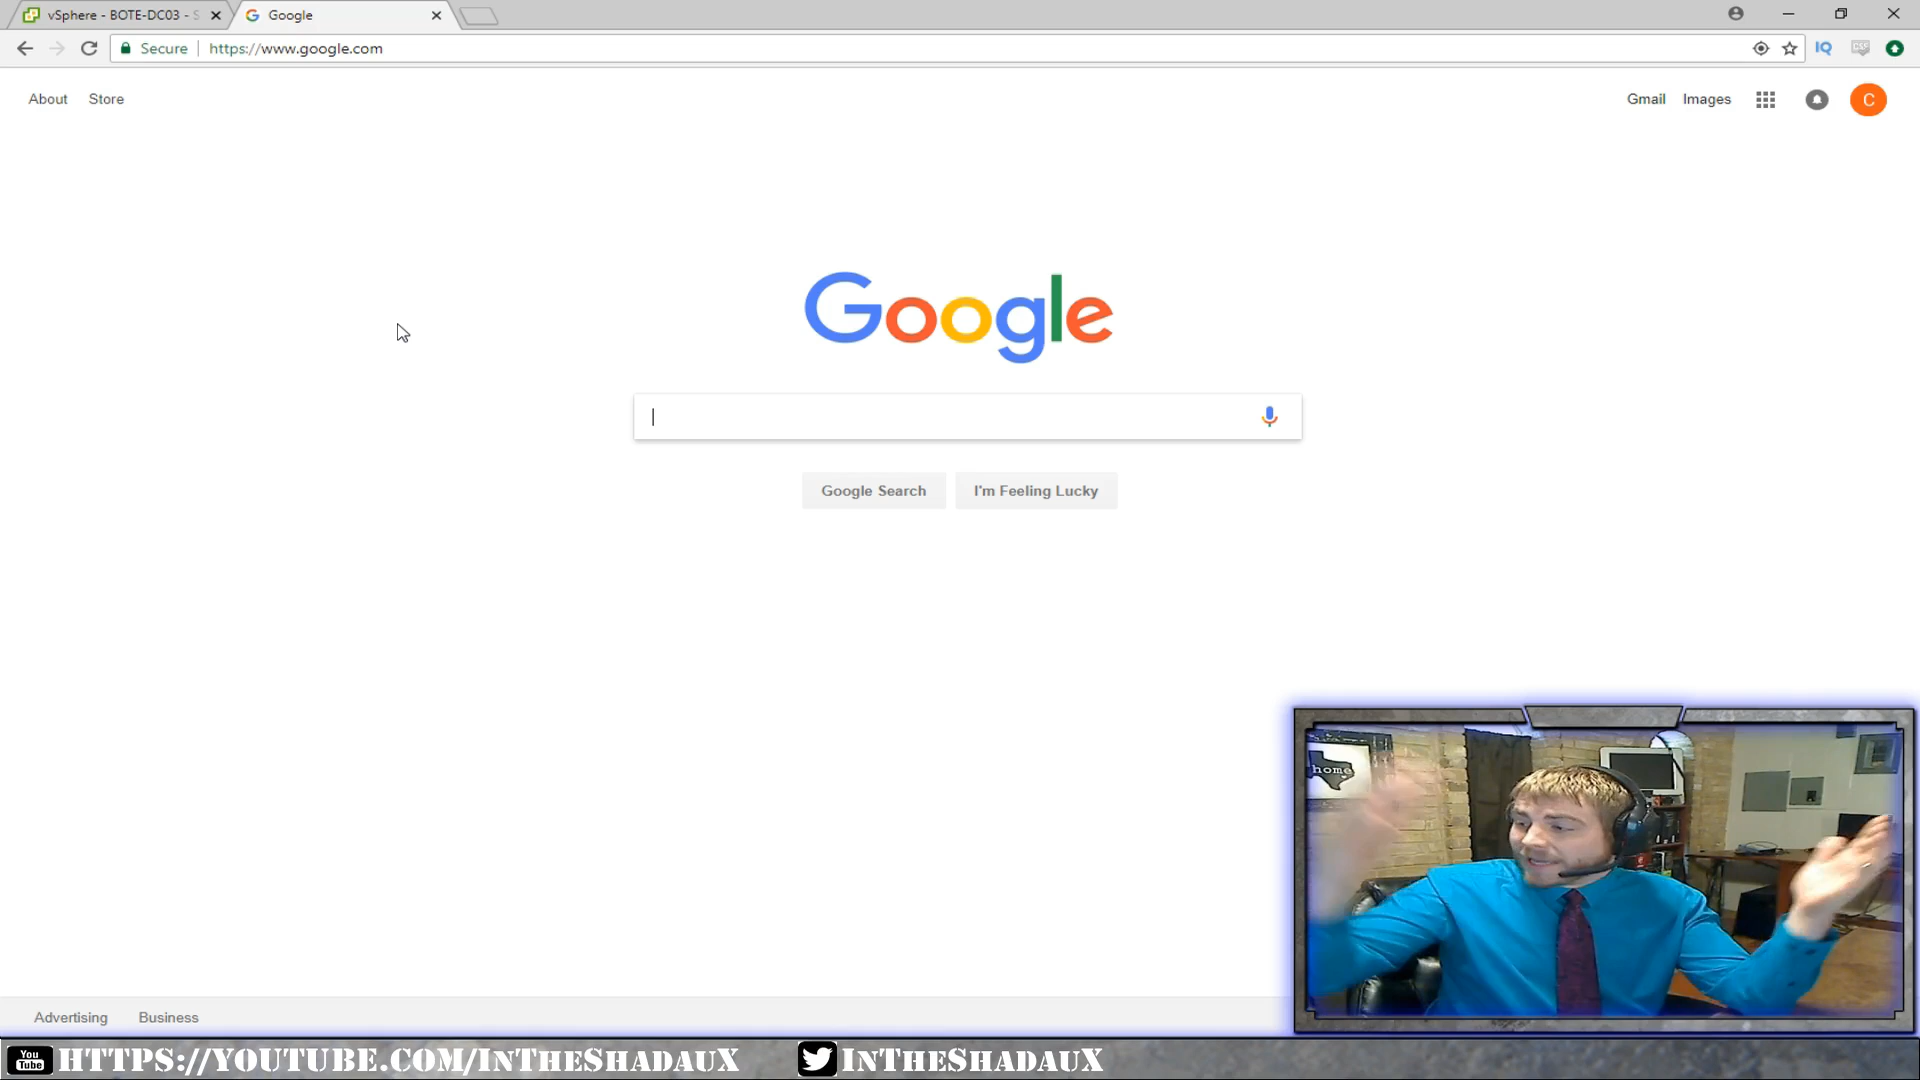 vSphere - BOTE-DC03 - S
Google
Secure
https://www.google.com
IQ
About
Store
Gmail
Images
C
Google
Google Search
I'm Feeling Lucky
home
Advertising
Business
You
Tube
HTTPS://YOUTUBE.COM/INTHESHADAUX
INTHESHADAUX